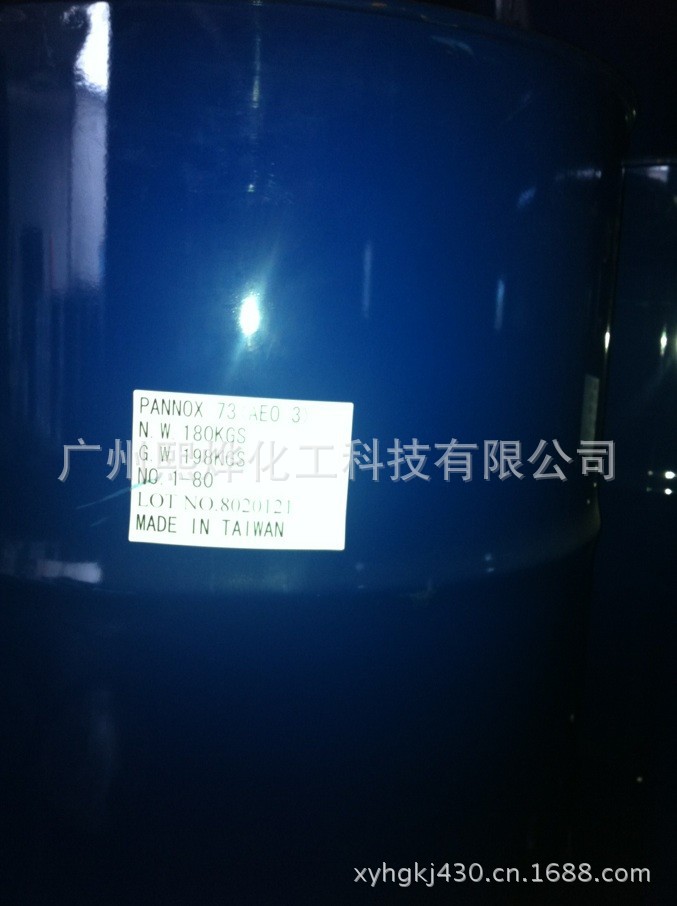 PANNOX 73 AEO 3
N.W 180KGS
G.W 198KGS
NO. 1-80
LOT NO.8020121
MADE IN TAIWAN
广州熙烨化工科技有限公司
xyhgkj430.cn.1688.com